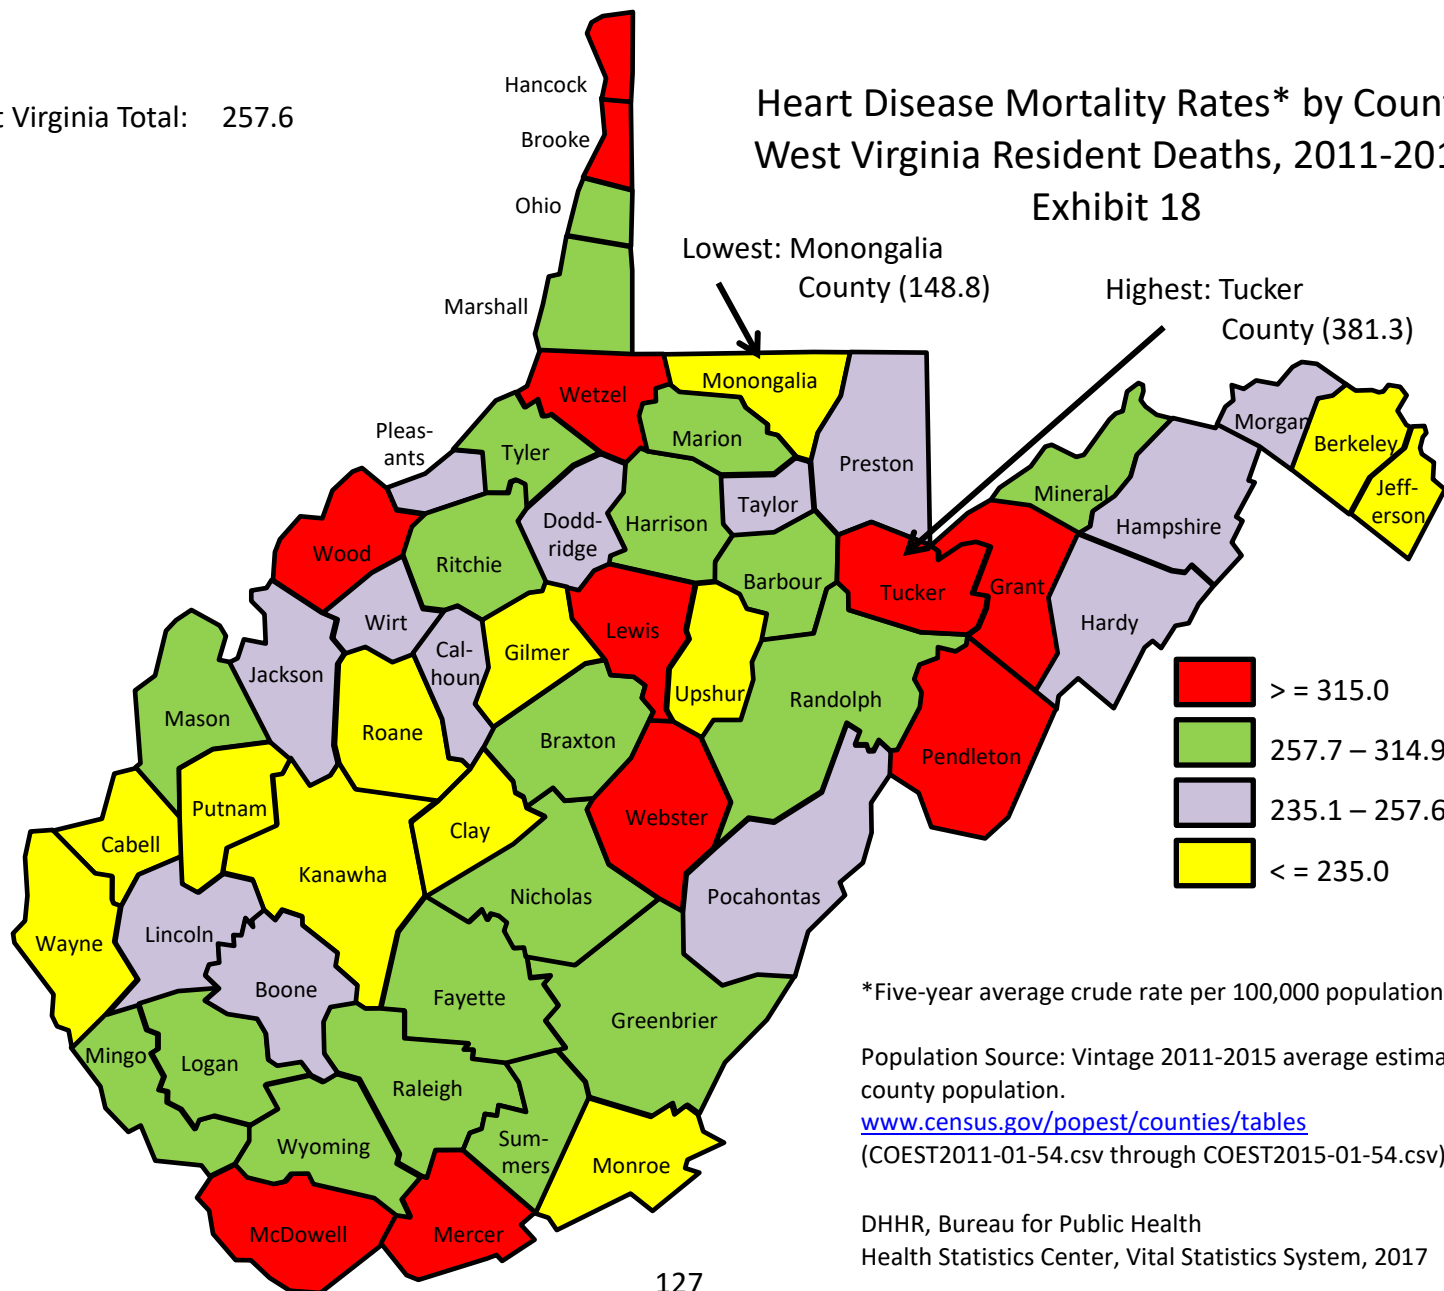 t Virginia Total: 257.6
Heart Disease Mortality Rates* by Count
West Virginia Resident Deaths, 2011-201
Exhibit 18
Lowest: Monongalia
County (148.8)
Highest: Tucker
County (381.3)
Hancock
Brooke
Ohio
Marshall
Wetzel
Monongalia
Marion
Preston
Morgan
Berkeley
Jeff-
erson
Mineral
Hampshire
Pleas-
ants
Tyler
Dodd-
ridge
Harrison
Taylor
Wood
Ritchie
Barbour
Tucker
Grant
Hardy
Wirt
Cal-
houn
Gilmer
Lewis
Upshur
Randolph
Jackson
Mason
Roane
Braxton
Pendleton
Putnam
Cabell
Clay
Webster
Kanawha
Nicholas
Pocahontas
Wayne
Lincoln
Boone
Fayette
Greenbrier
Mingo
Logan
Raleigh
Wyoming
Sum-
mers
Monroe
McDowell
Mercer
> = 315.0
257.7 – 314.9
235.1 – 257.6
< = 235.0
*Five-year average crude rate per 100,000 population
Population Source: Vintage 2011-2015 average estima
county population.
www.census.gov/popest/counties/tables
(COEST2011-01-54.csv through COEST2015-01-54.csv)
DHHR, Bureau for Public Health
Health Statistics Center, Vital Statistics System, 2017
127